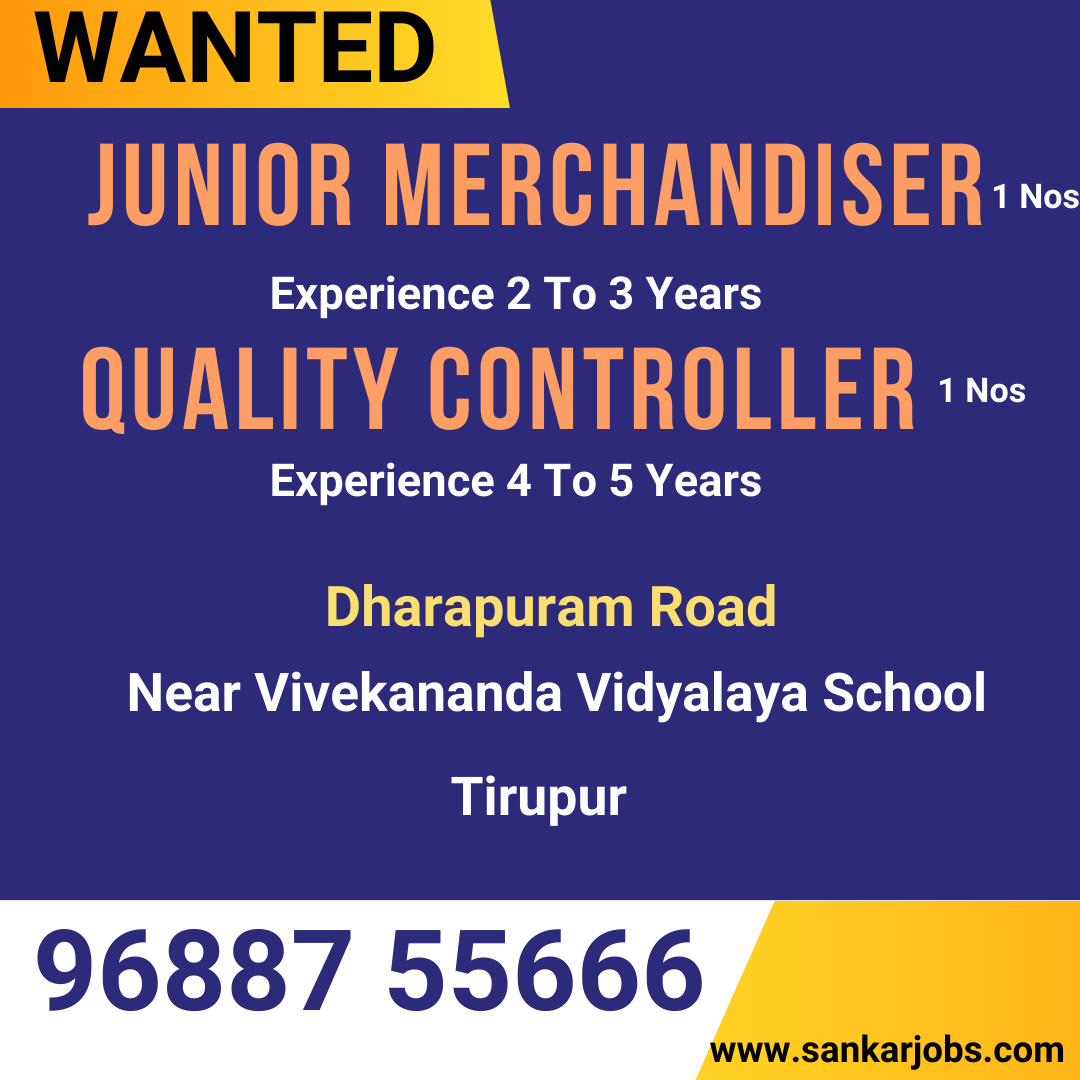 WANTED
JUNIOR MERCHANDISER 1 Nos
Experience 2 To 3 Years
QUALITY CONTROLLER 1 Nos
Experience 4 To 5 Years
Dharapuram Road
Near Vivekananda Vidyalaya School
Tirupur
96887 55666
www.sankarjobs.com